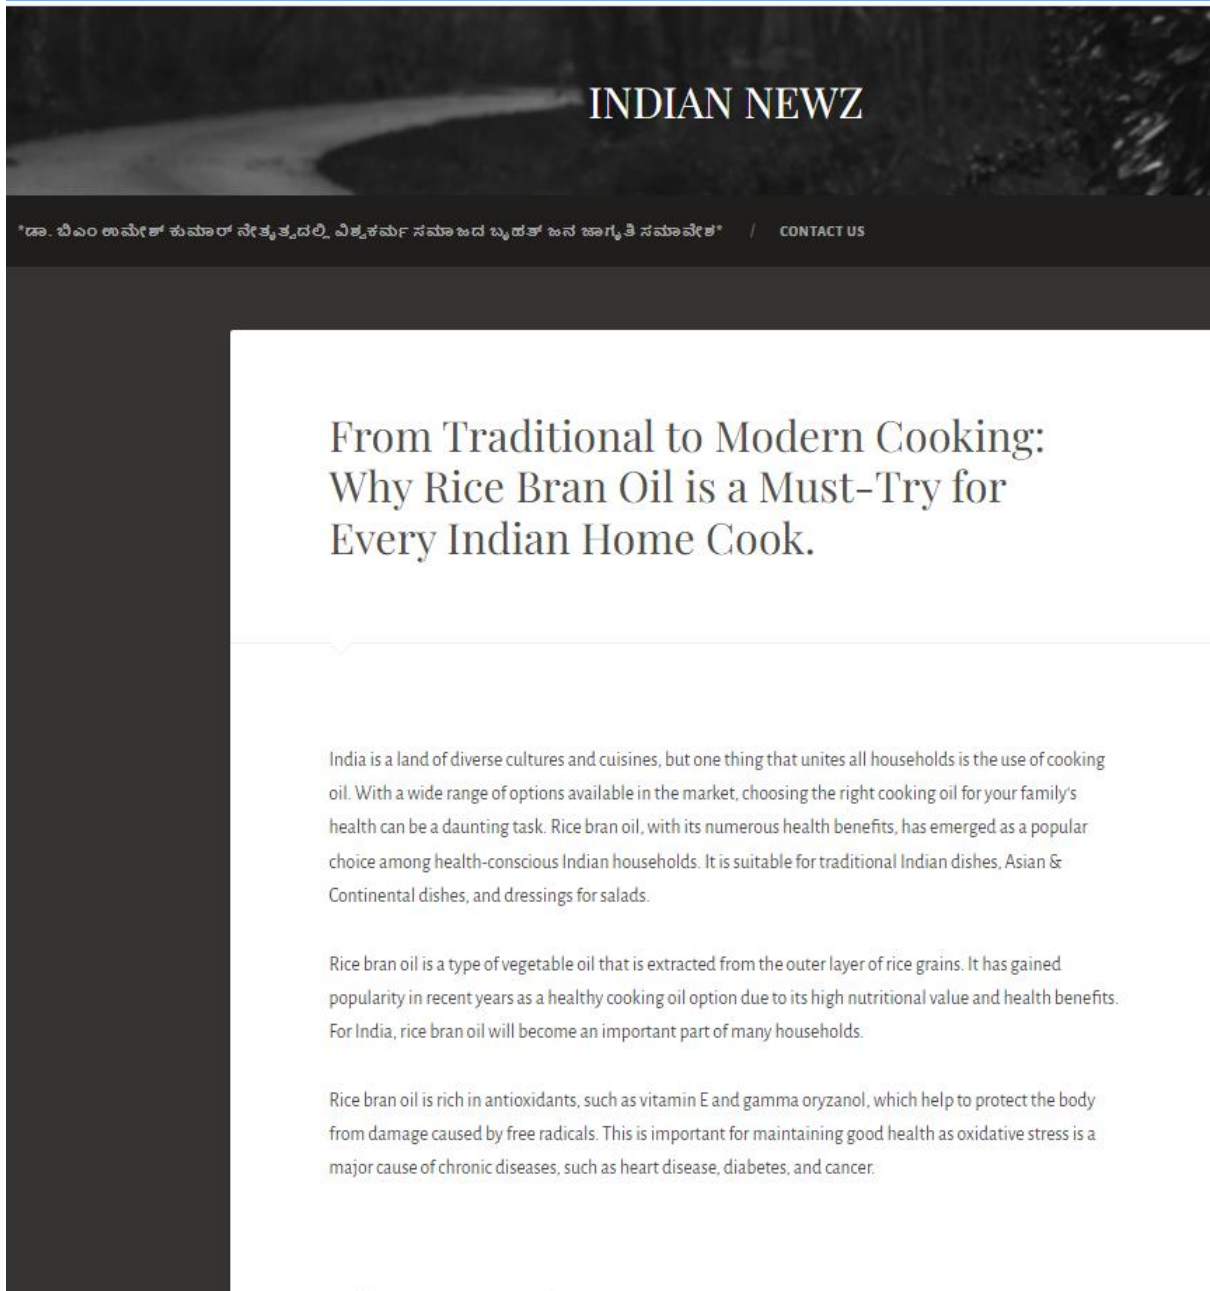 INDIAN NEWZ
*ಡಾ. ಬಿಎಂ ಉಮೇಶ್ ಕುಮಾರ್ ನೇತೃತ್ವದಲ್ಲಿ ವಿಶ್ವಕರ್ಮ ಸಮಾಜದ ಬೃಹತ್ ಜನ ಜಾಗೃತಿ ಸಮಾವೇಶ* / CONTACT US
From Traditional to Modern Cooking:
Why Rice Bran Oil is a Must-Try for
Every Indian Home Cook.
India is a land of diverse cultures and cuisines, but one thing that unites all households is the use of cooking
oil. With a wide range of options available in the market, choosing the right cooking oil for your family's
health can be a daunting task. Rice bran oil, with its numerous health benefits, has emerged as a popular
choice among health-conscious Indian households. It is suitable for traditional Indian dishes, Asian &
Continental dishes, and dressings for salads.
Rice bran oil is a type of vegetable oil that is extracted from the outer layer of rice grains. It has gained
popularity in recent years as a healthy cooking oil option due to its high nutritional value and health benefits.
For India, rice bran oil will become an important part of many households.
Rice bran oil is rich in antioxidants, such as vitamin E and gamma oryzanol, which help to protect the body
from damage caused by free radicals. This is important for maintaining good health as oxidative stress is a
major cause of chronic diseases, such as heart disease, diabetes, and cancer.